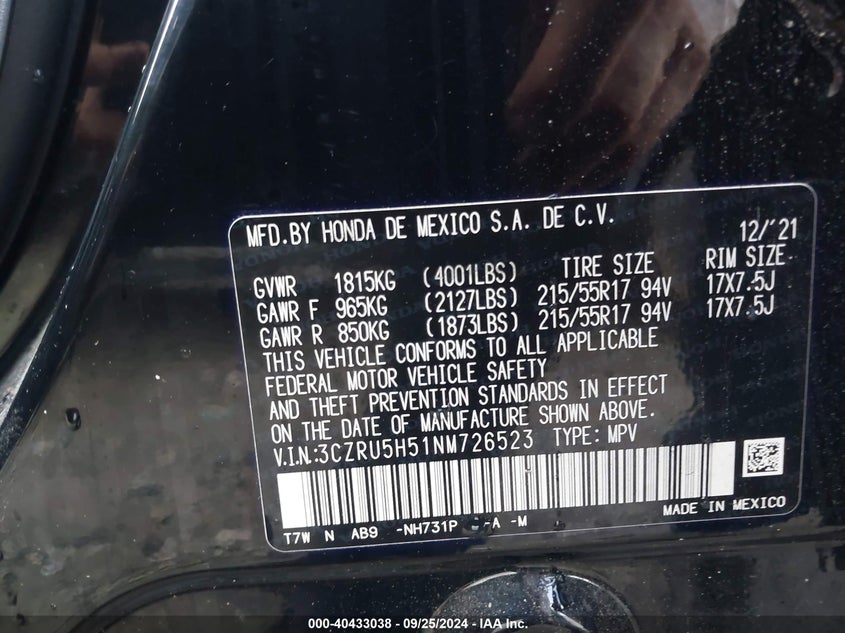 MFD.BY HONDA DE MEXICO S.A. DE C.V. 12/'21
TIRE SIZE RIM SIZE
GVWR 1815KG (4001LBS)
GAWR F 965KG (2127LBS) 215/55R17 94V 17X7.5J
GAWR R 850KG (1873LBS) 215/55R17 94V 17X7.5J
THIS VEHICLE CONFORMS TO ALL APPLICABLE
FEDERAL MOTOR VEHICLE SAFETY
AND THEFT PREVENTION STANDARDS IN EFFECT
ON THE DATE OF MANUFACTURE SHOWN ABOVE.
V.I.N.:3CZRU5H51NM726523 TYPE: MPV
MADE IN MEXICO
T7W N AB9 -NH731P -A -M
000-40433038 - 09/25/2024 - IAA Inc.